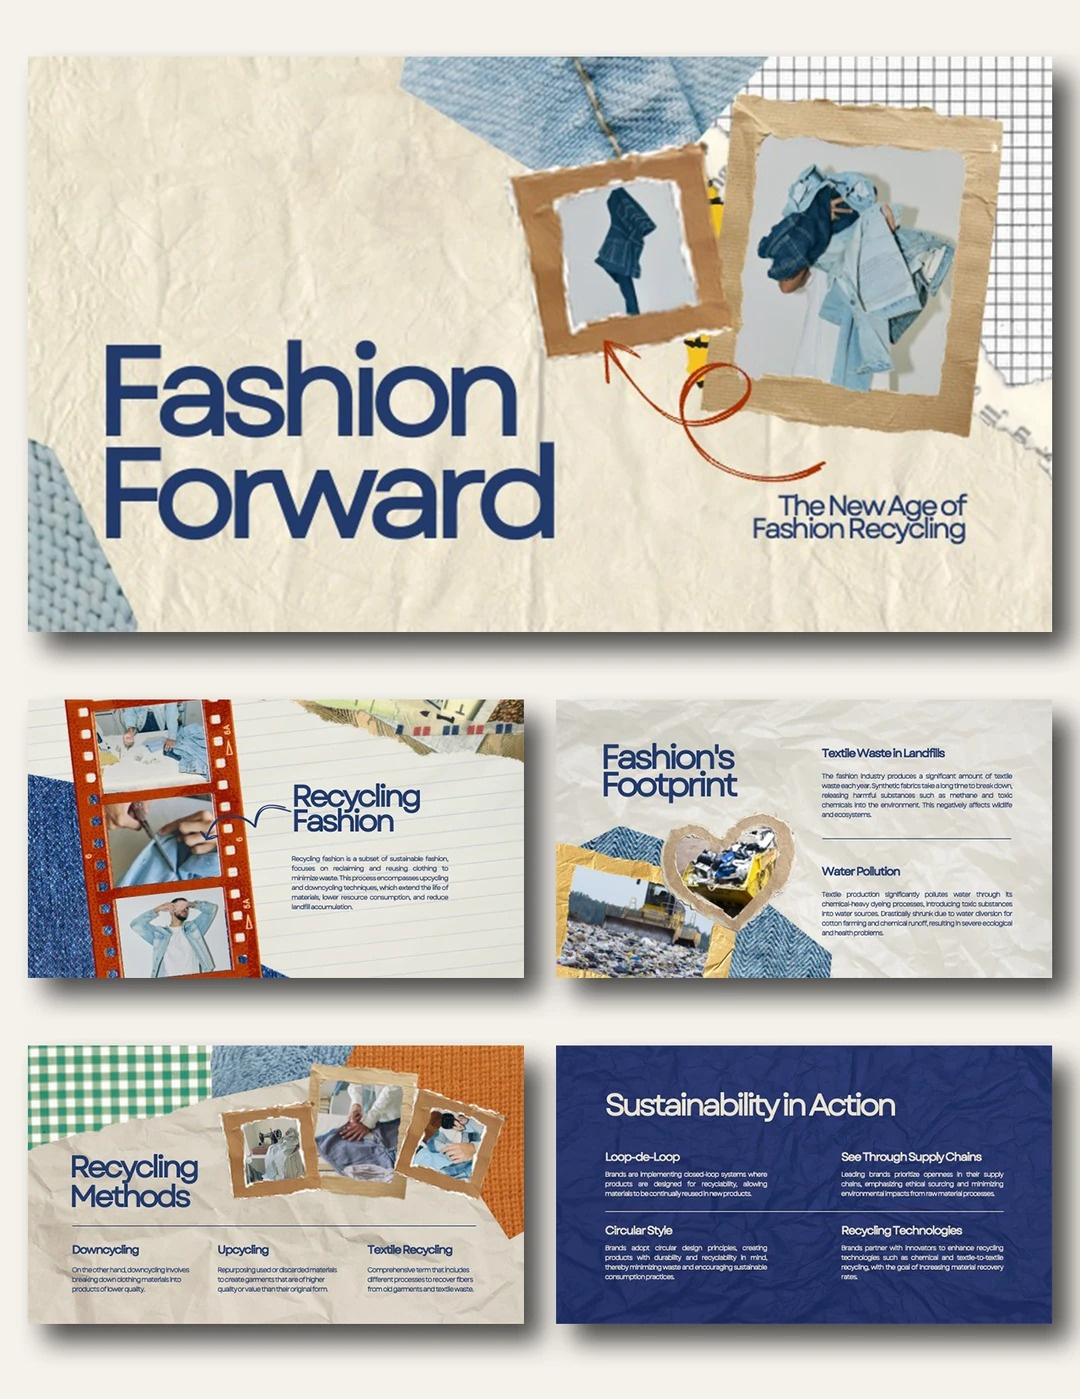 Fashion
Forward
The New Age of
Fashion Recycling
Recycling
Fashion
Recycling fashion is a subset of sustainable fashion,
focuses on reclaiming and reusing clothing to
minimize waste. This process encompasses upcycling
and downcycling techniques, which extend the life of
materials, lower resource consumption, and reduce
landfill accumulation.
Fashion's
Footprint
Textile Waste in Landfills
The fashion industry produces a significant amount of textile
waste each year. Synthetic fabrics take a long time to break down,
releasing harmful substances such as methane and toxic
chemicals into the environment. This negatively affects wildlife
and ecosystems.
Water Pollution
Textile production significantly pollutes water through its
chemical-heavy dyeing processes, introducing toxic substances
into water sources. Drastically shrunk due to water diversion for
cotton farming and chemical runoff, resulting in severe ecological
and health problems.
Recycling
Methods
Downcycling
On the other hand, downcycling involves
breaking down clothing materials into
products of lower quality.
Upcycling
Repurposing used or discarded materials
to create garments that are of higher
quality or value than their original form.
Textile Recycling
Comprehensive term that includes
different processes to recover fibers
from old garments and textile waste.
Sustainability in Action
Loop-de-Loop
Brands are implementing closed-loop systems where
products are designed for recyclability, allowing
materials to be continually reused in new products.
See Through Supply Chains
Leading brands prioritize openness in their supply
chains, emphasizing ethical sourcing and minimizing
environmental impacts from raw material processes.
Circular Style
Brands adopt circular design principles, creating
products with durability and recyclability in mind,
thereby minimizing waste and encouraging sustainable
consumption practices.
Recycling Technologies
Brands partner with innovators to enhance recycling
technologies such as chemical and textile-to-textile
recycling, with the goal of increasing material recovery
rates.